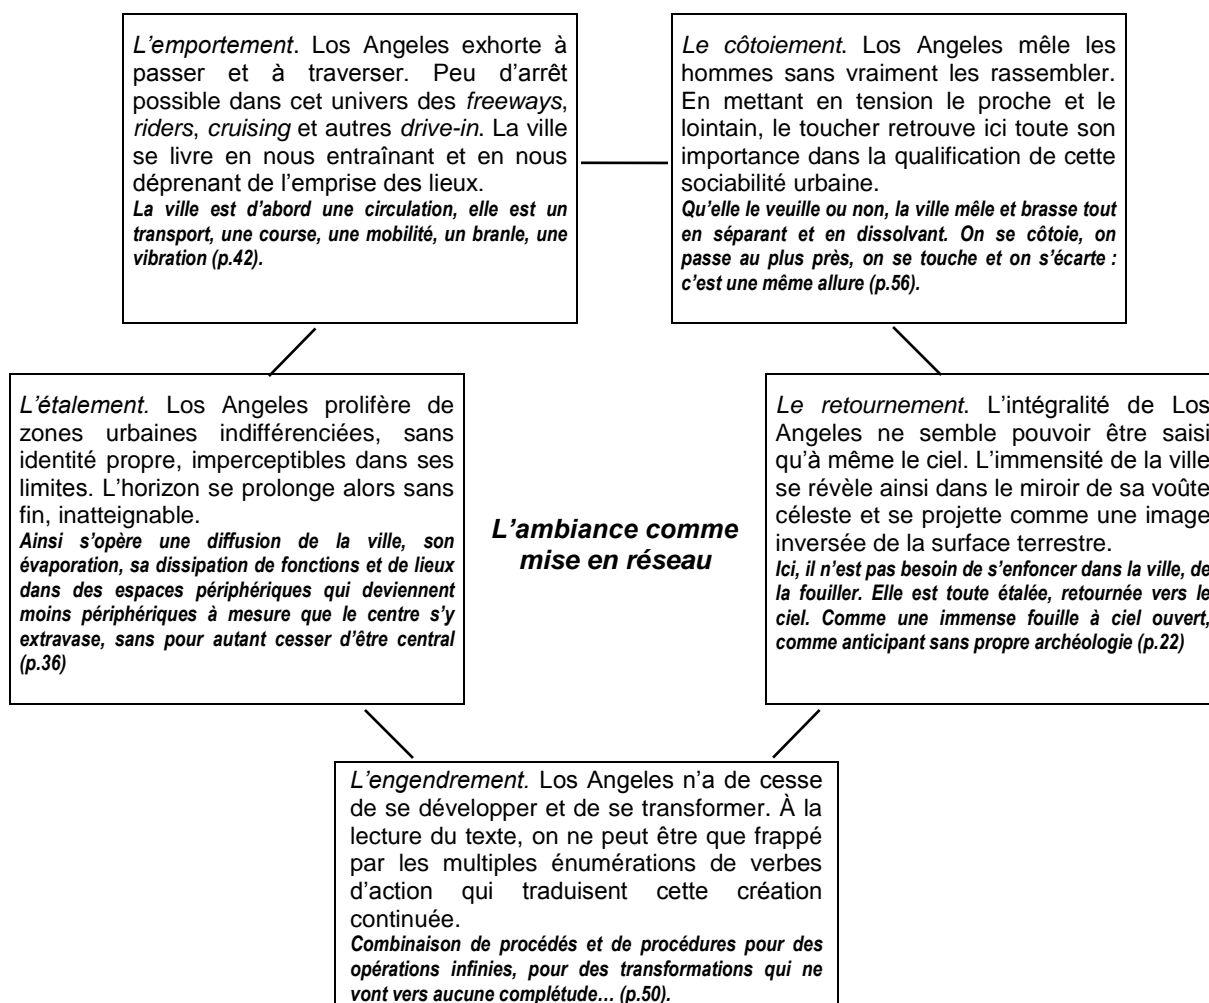 L'emportement. Los Angeles exhorte à
passer et à traverser. Peu d'arrêt
possible dans cet univers des freeways,
riders, cruising et autres drive-in. La ville
se livre en nous entraînant et en nous
déprenant de l'emprise des lieux.
La ville est d'abord une circulation, elle est un
transport, une course, une mobilité, un branle, une
vibration (p.42).
Le côtoiement. Los Angeles mêle les
hommes sans vraiment les rassembler.
En mettant en tension le proche et le
lointain, le toucher retrouve ici toute son
importance dans la qualification de cette
sociabilité urbaine.
Qu'elle le veuille ou non, la ville mêle et brasse tout
en séparant et en dissolvant. On se côtoie, on
passe au plus près, on se touche et on s'écarte :
c'est une même allure (p.56).
L'étalement. Los Angeles prolifère de
zones urbaines indifférenciées, sans
identité propre, imperceptibles dans ses
limites. L'horizon se prolonge alors sans
fin, inatteignable.
Ainsi s'opère une diffusion de la ville, son
évaporation, sa dissipation de fonctions et de lieux
dans des espaces périphériques qui deviennent
moins périphériques à mesure que le centre s'y
extravase, sans pour autant cesser d'être central
(p.36)
L'ambiance comme
mise en réseau
Le retournement. L'intégralité de Los
Angeles ne semble pouvoir être saisi
qu'à même le ciel. L'immensité de la ville
se révèle ainsi dans le miroir de sa voûte
céleste et se projette comme une image
inversée de la surface terrestre.
Ici, il n'est pas besoin de s'enfoncer dans la ville, de
la fouiller. Elle est toute étalée, retournée vers le
ciel. Comme une immense fouille à ciel ouvert,
comme anticipant sans propre archéologie (p.22)
L'engendrement. Los Angeles n'a de cesse
de se développer et de se transformer. À la
lecture du texte, on ne peut être que frappé
par les multiples énumérations de verbes
d'action qui traduisent cette création
continuée.
Combinaison de procédés et de procédures pour des
opérations infinies, pour des transformations qui ne
vont vers aucune complétude… (p.50).